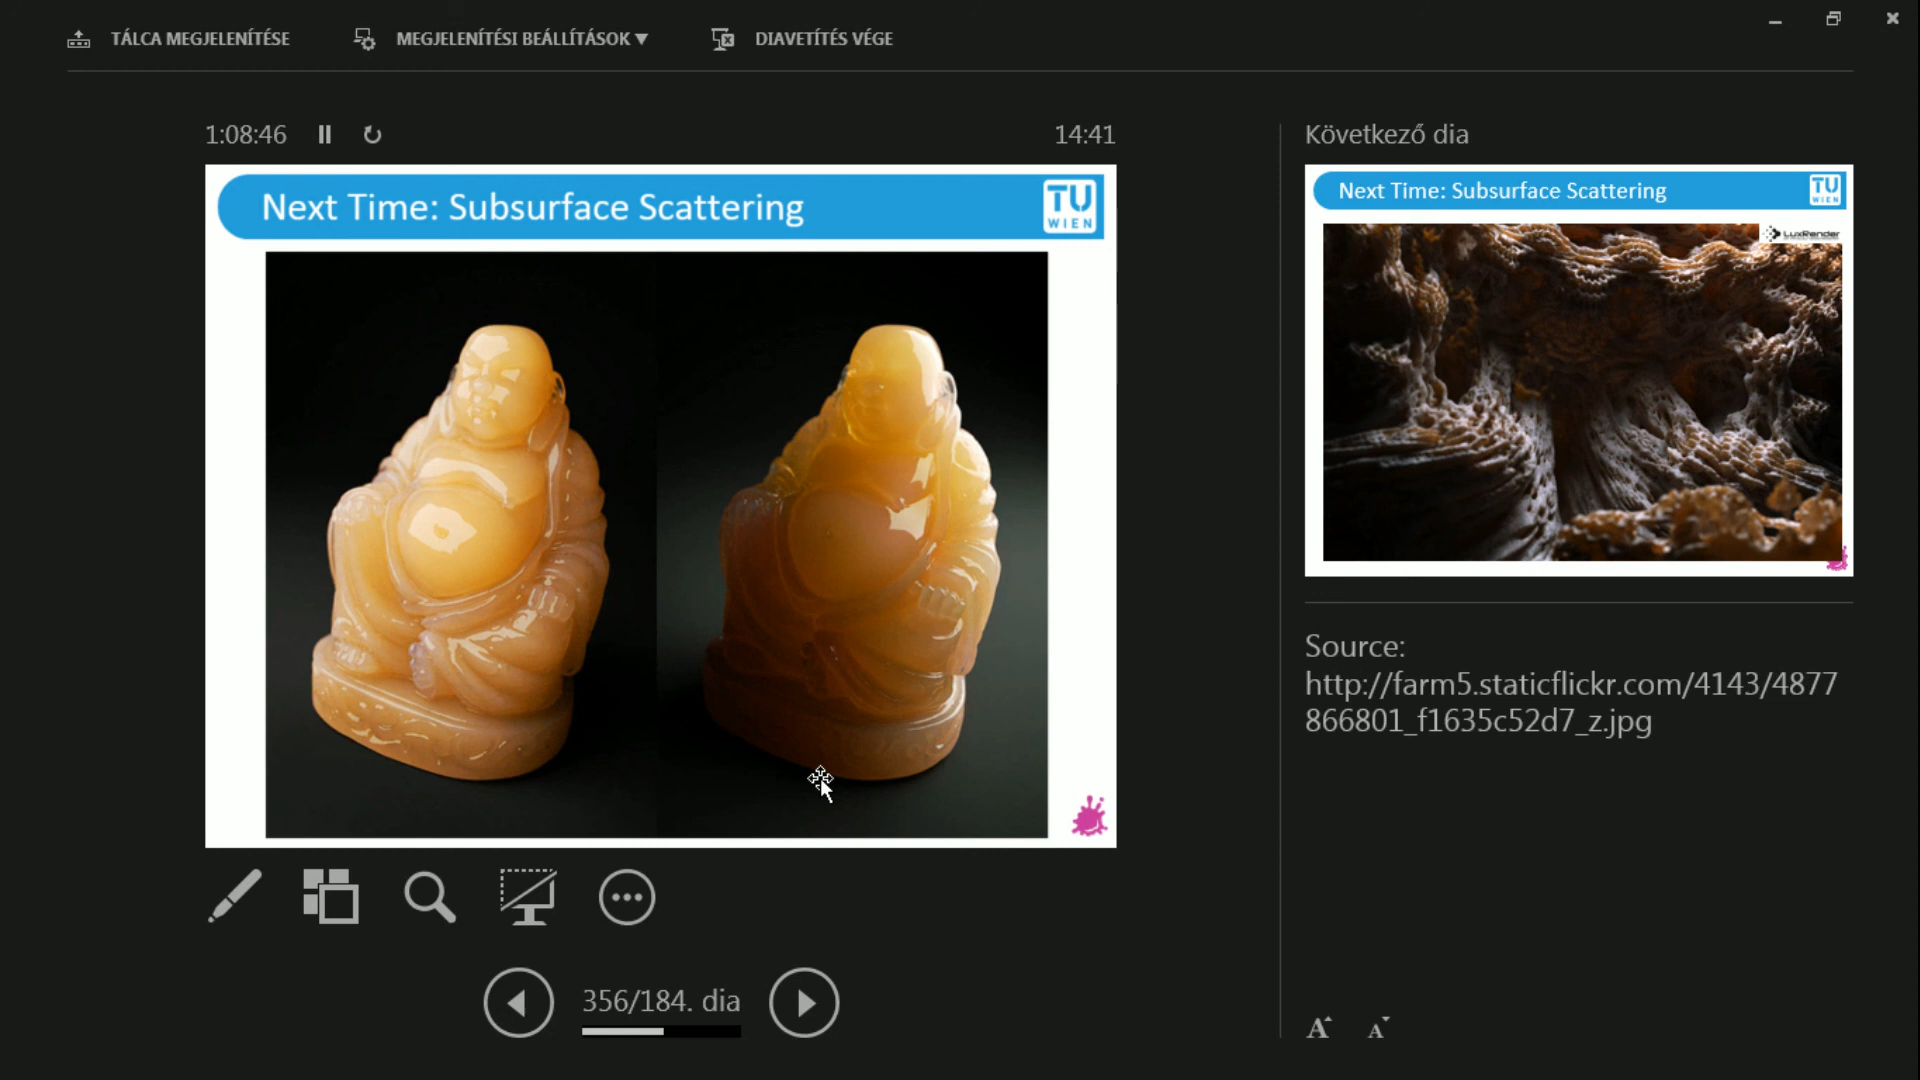 TÁLCA MEGJELENÍTÉSE
MEGJELENÍTÉSI BEÁLLÍTÁSOK
DIAVETÍTÉS VÉGE
1:08:46
14:41
Next Time: Subsurface Scattering
TU
WIEN
356/184. dia
Következő dia
Next Time: Subsurface Scattering
TU
WIEN
LuxRender
Source:
http://farm5.staticflickr.com/4143/4877
866801_f1635c52d7_z.jpg
A A